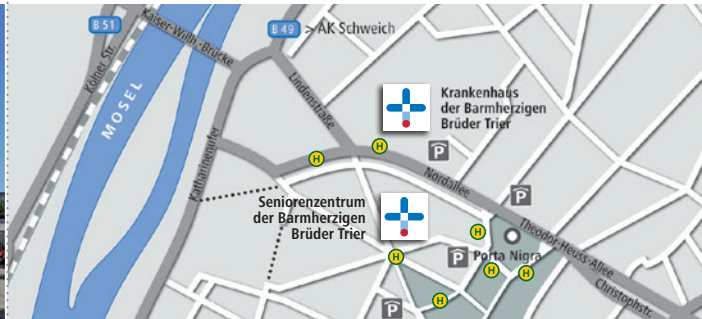 B 51
Kaiser-Wilh.-Brücke
B 49 > AK Schweich
Kölner Str.
MOSEL
Lindenstraße
Krankenhaus
der Barmherzigen
Brüder Trier
Katharinenufer
H
H
P
Nordallee
P
Seniorenzentrum
der Barmherzigen
Brüder Trier
Theodor-Heuss-Allee
H
H
P
Porta Nigra
H
H
Christophstr.
H
P